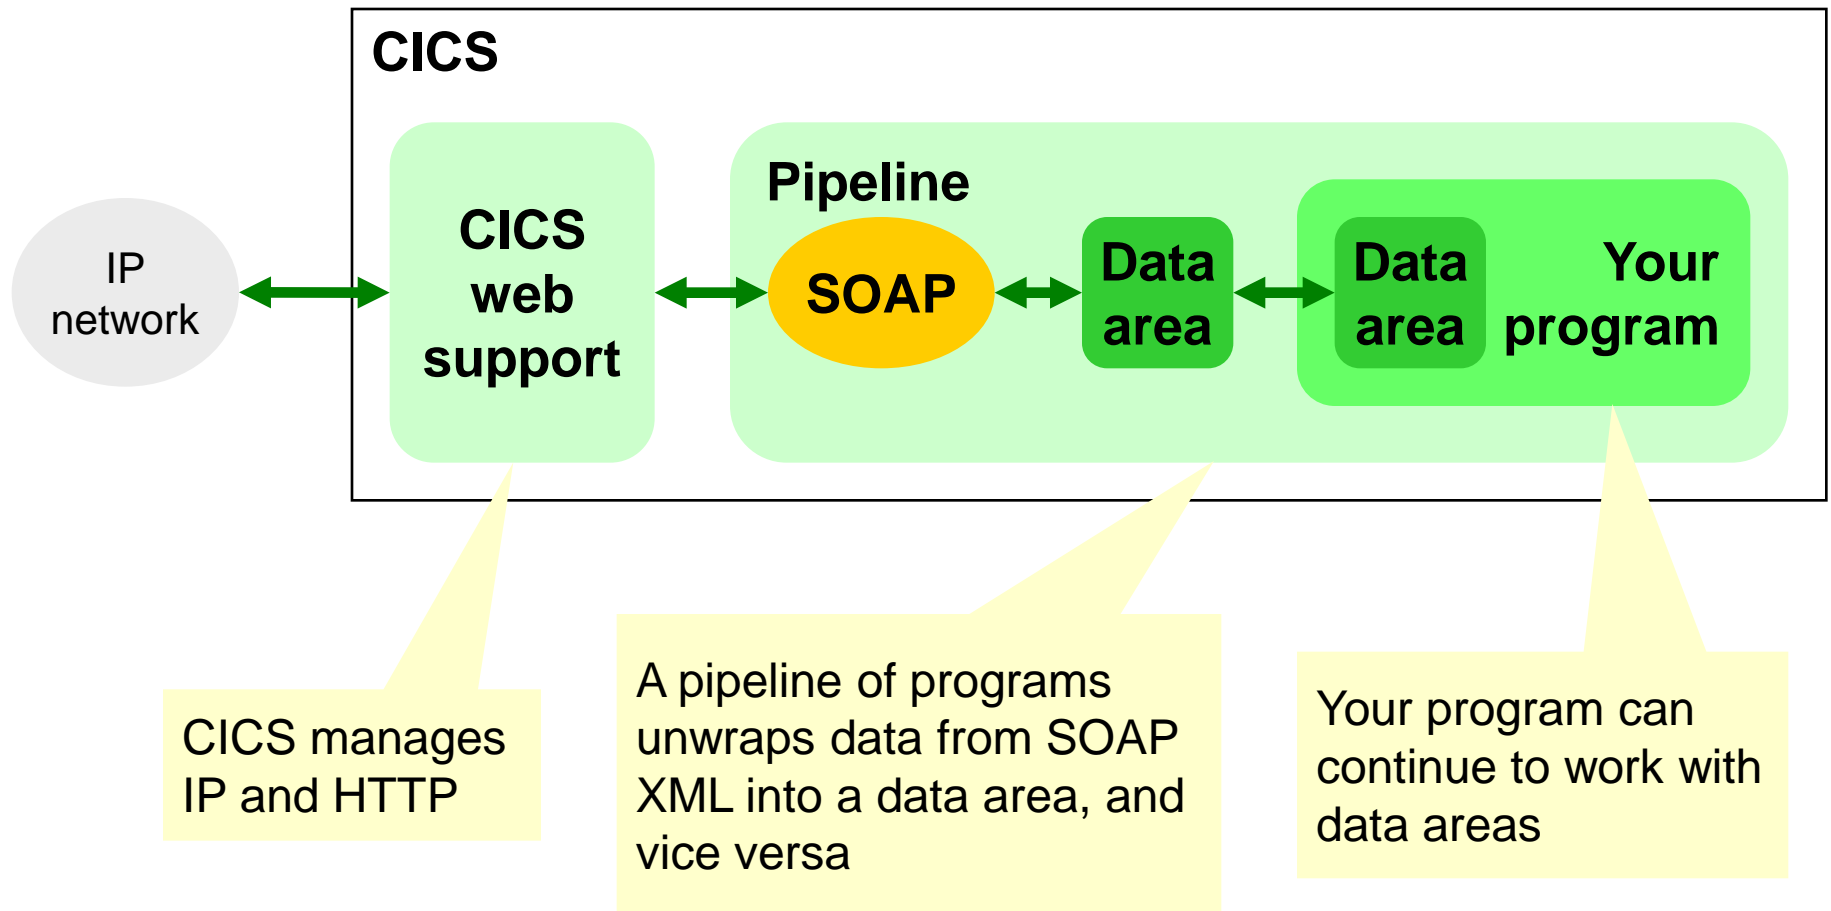 CICS
IP
network
CICS
web
support
Pipeline
SOAP
Data
area
Data
area
Your
program
CICS manages
IP and HTTP
A pipeline of programs
unwraps data from SOAP
XML into a data area, and
vice versa
Your program can
continue to work with
data areas